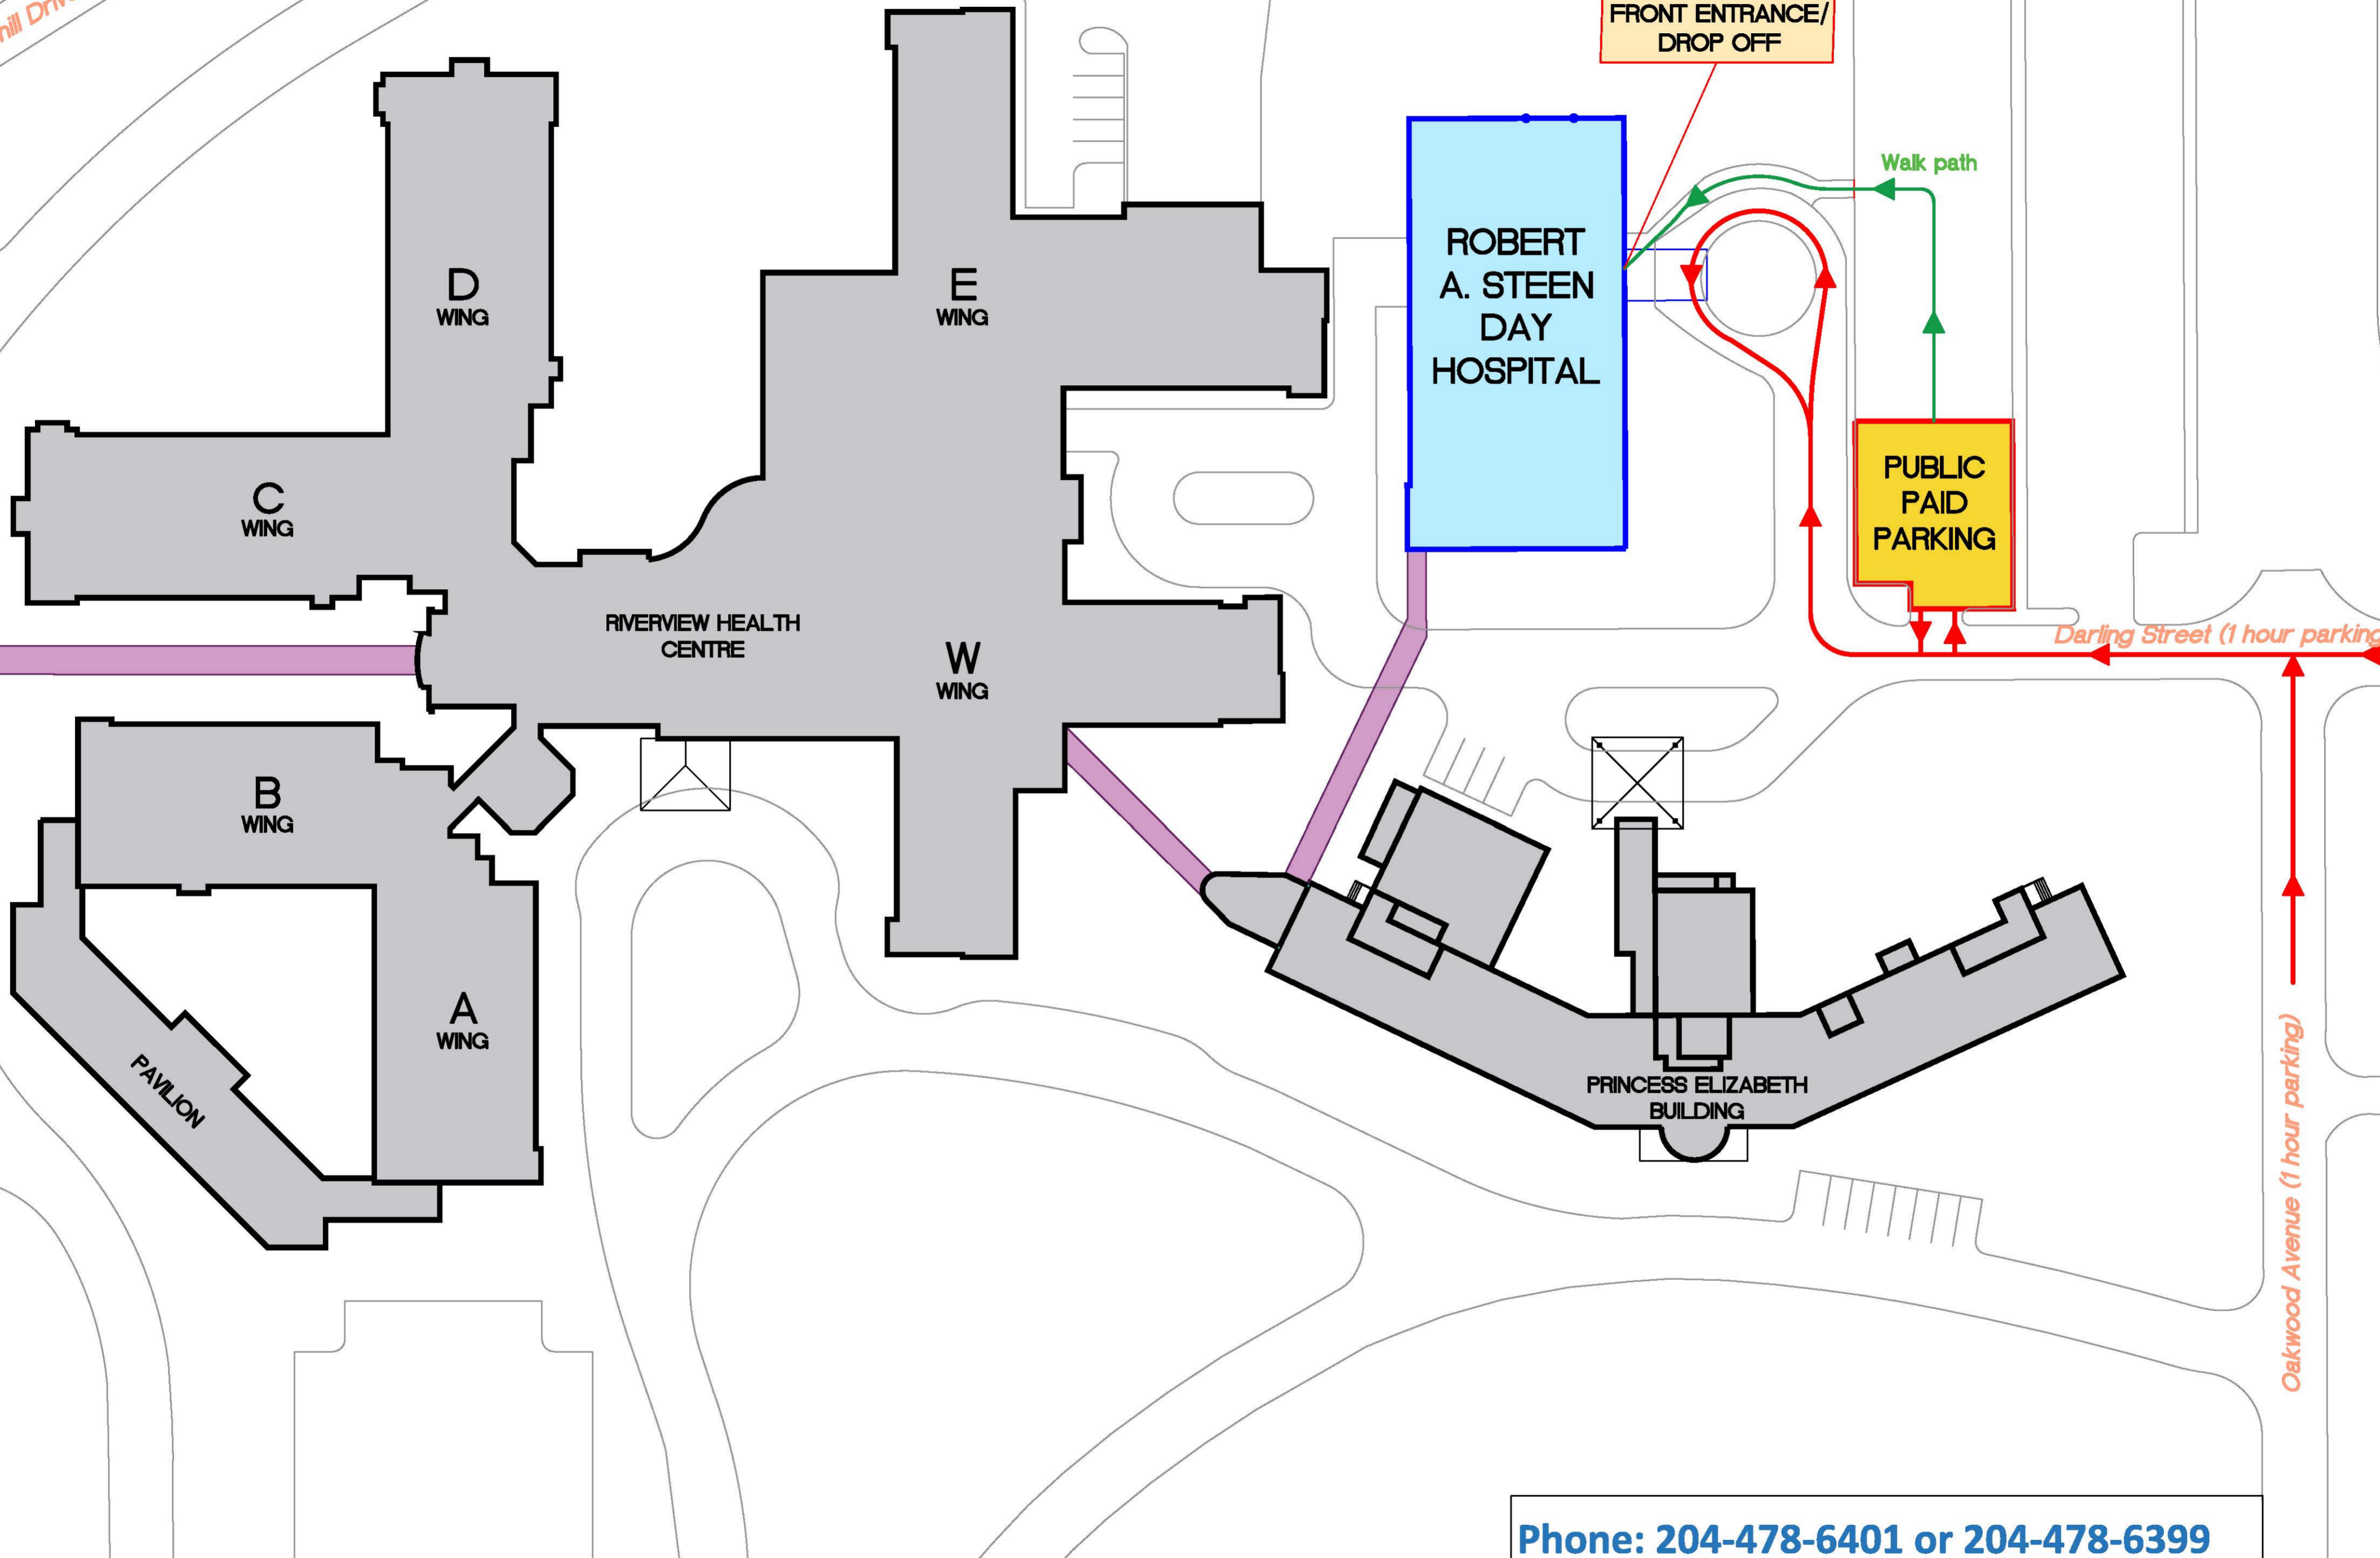 hill Drive
FRONT ENTRANCE/
DROP OFF
Walk path
D
WING
E
WING
ROBERT
A. STEEN
DAY
HOSPITAL
C
WING
PUBLIC
PAID
PARKING
RIVERVIEW HEALTH
CENTRE
W
WING
Darling Street (1 hour parking
B
WING
A
WING
PAVILION
PRINCESS ELIZABETH
BUILDING
Oakwood Avenue (1 hour parking)
Phone: 204-478-6401 or 204-478-6399